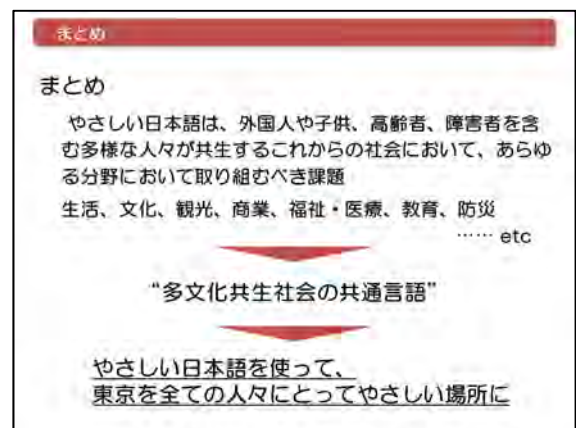 まとめ
まとめ
やさしい日本語は、外国人や子供、高齢者、障害者を含
む多様な人々が共生するこれからの社会において、あらゆ
る分野において取り組むべき課題
生活、文化、観光、商業、福祉・医療、教育、防災
…… etc
“多文化共生社会の共通言語”
やさしい日本語を使って、
東京を全ての人々にとってやさしい場所に